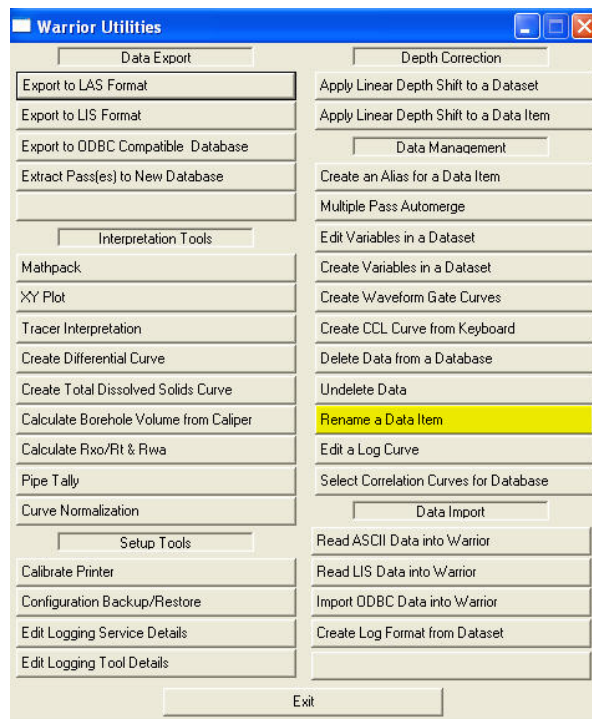 Warrior Utilities
Data Export
Export to LAS Format
Export to LIS Format
Export to ODBC Compatible Database
Extract Pass(es) to New Database
Interpretation Tools
Mathpack
XY Plot
Tracer Interpretation
Create Differential Curve
Create Total Dissolved Solids Curve
Calculate Borehole Volume from Caliper
Calculate Rxo/Rt & Rwa
Pipe Tally
Curve Normalization
Setup Tools
Calibrate Printer
Configuration Backup/Restore
Edit Logging Service Details
Edit Logging Tool Details
Depth Correction
Apply Linear Depth Shift to a Dataset
Apply Linear Depth Shift to a Data Item
Data Management
Create an Alias for a Data Item
Multiple Pass Automerge
Edit Variables in a Dataset
Create Variables in a Dataset
Create Waveform Gate Curves
Create CCL Curve from Keyboard
Delete Data from a Database
Undelete Data
Rename a Data Item
Edit a Log Curve
Select Correlation Curves for Database
Data Import
Read ASCII Data into Warrior
Read LIS Data into Warrior
Import ODBC Data into Warrior
Create Log Format from Dataset
Exit